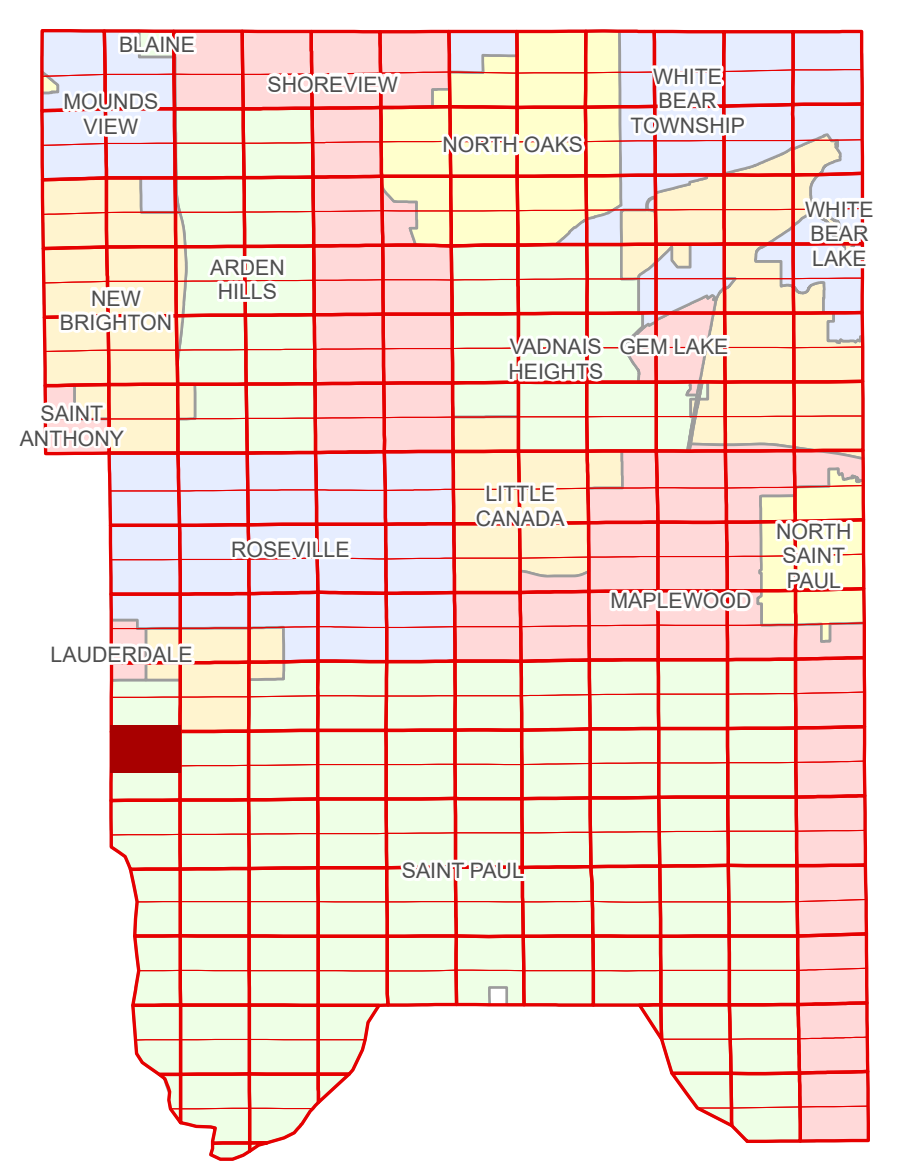 BLAINE
SHOREVIEW
WHITE
BEAR
TOWNSHIP
MOUNDS
VIEW
NORTH OAKS
WHITE
BEAR
LAKE
ARDEN
HILLS
NEW
BRIGHTON
VADNAIS
HEIGHTS
GEM LAKE
SAINT
ANTHONY
LITTLE
CANADA
NORTH
SAINT
PAUL
ROSEVILLE
MAPLEWOOD
LAUDERDALE
SAINT PAUL